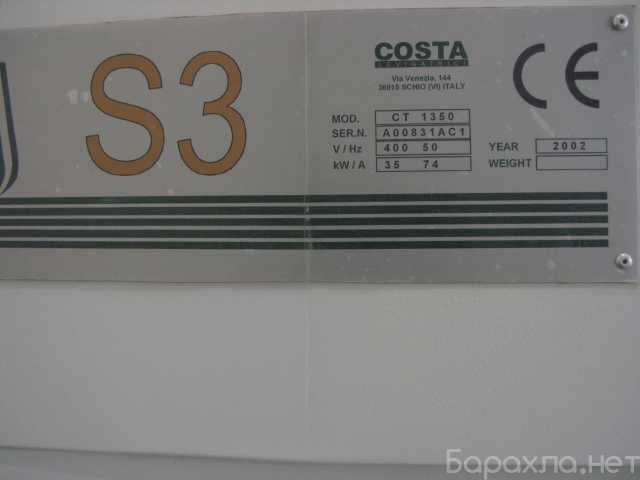 S3
COSTA
LEVIGATRICI
Via Venezia, 144
36015 SCHIO (VI) ITALY
CE
MOD. CT 1350
SER.N. A00831AC1
V / Hz 400 50 YEAR 2002
kW / A 35 74 WEIGHT
Барахла.нет